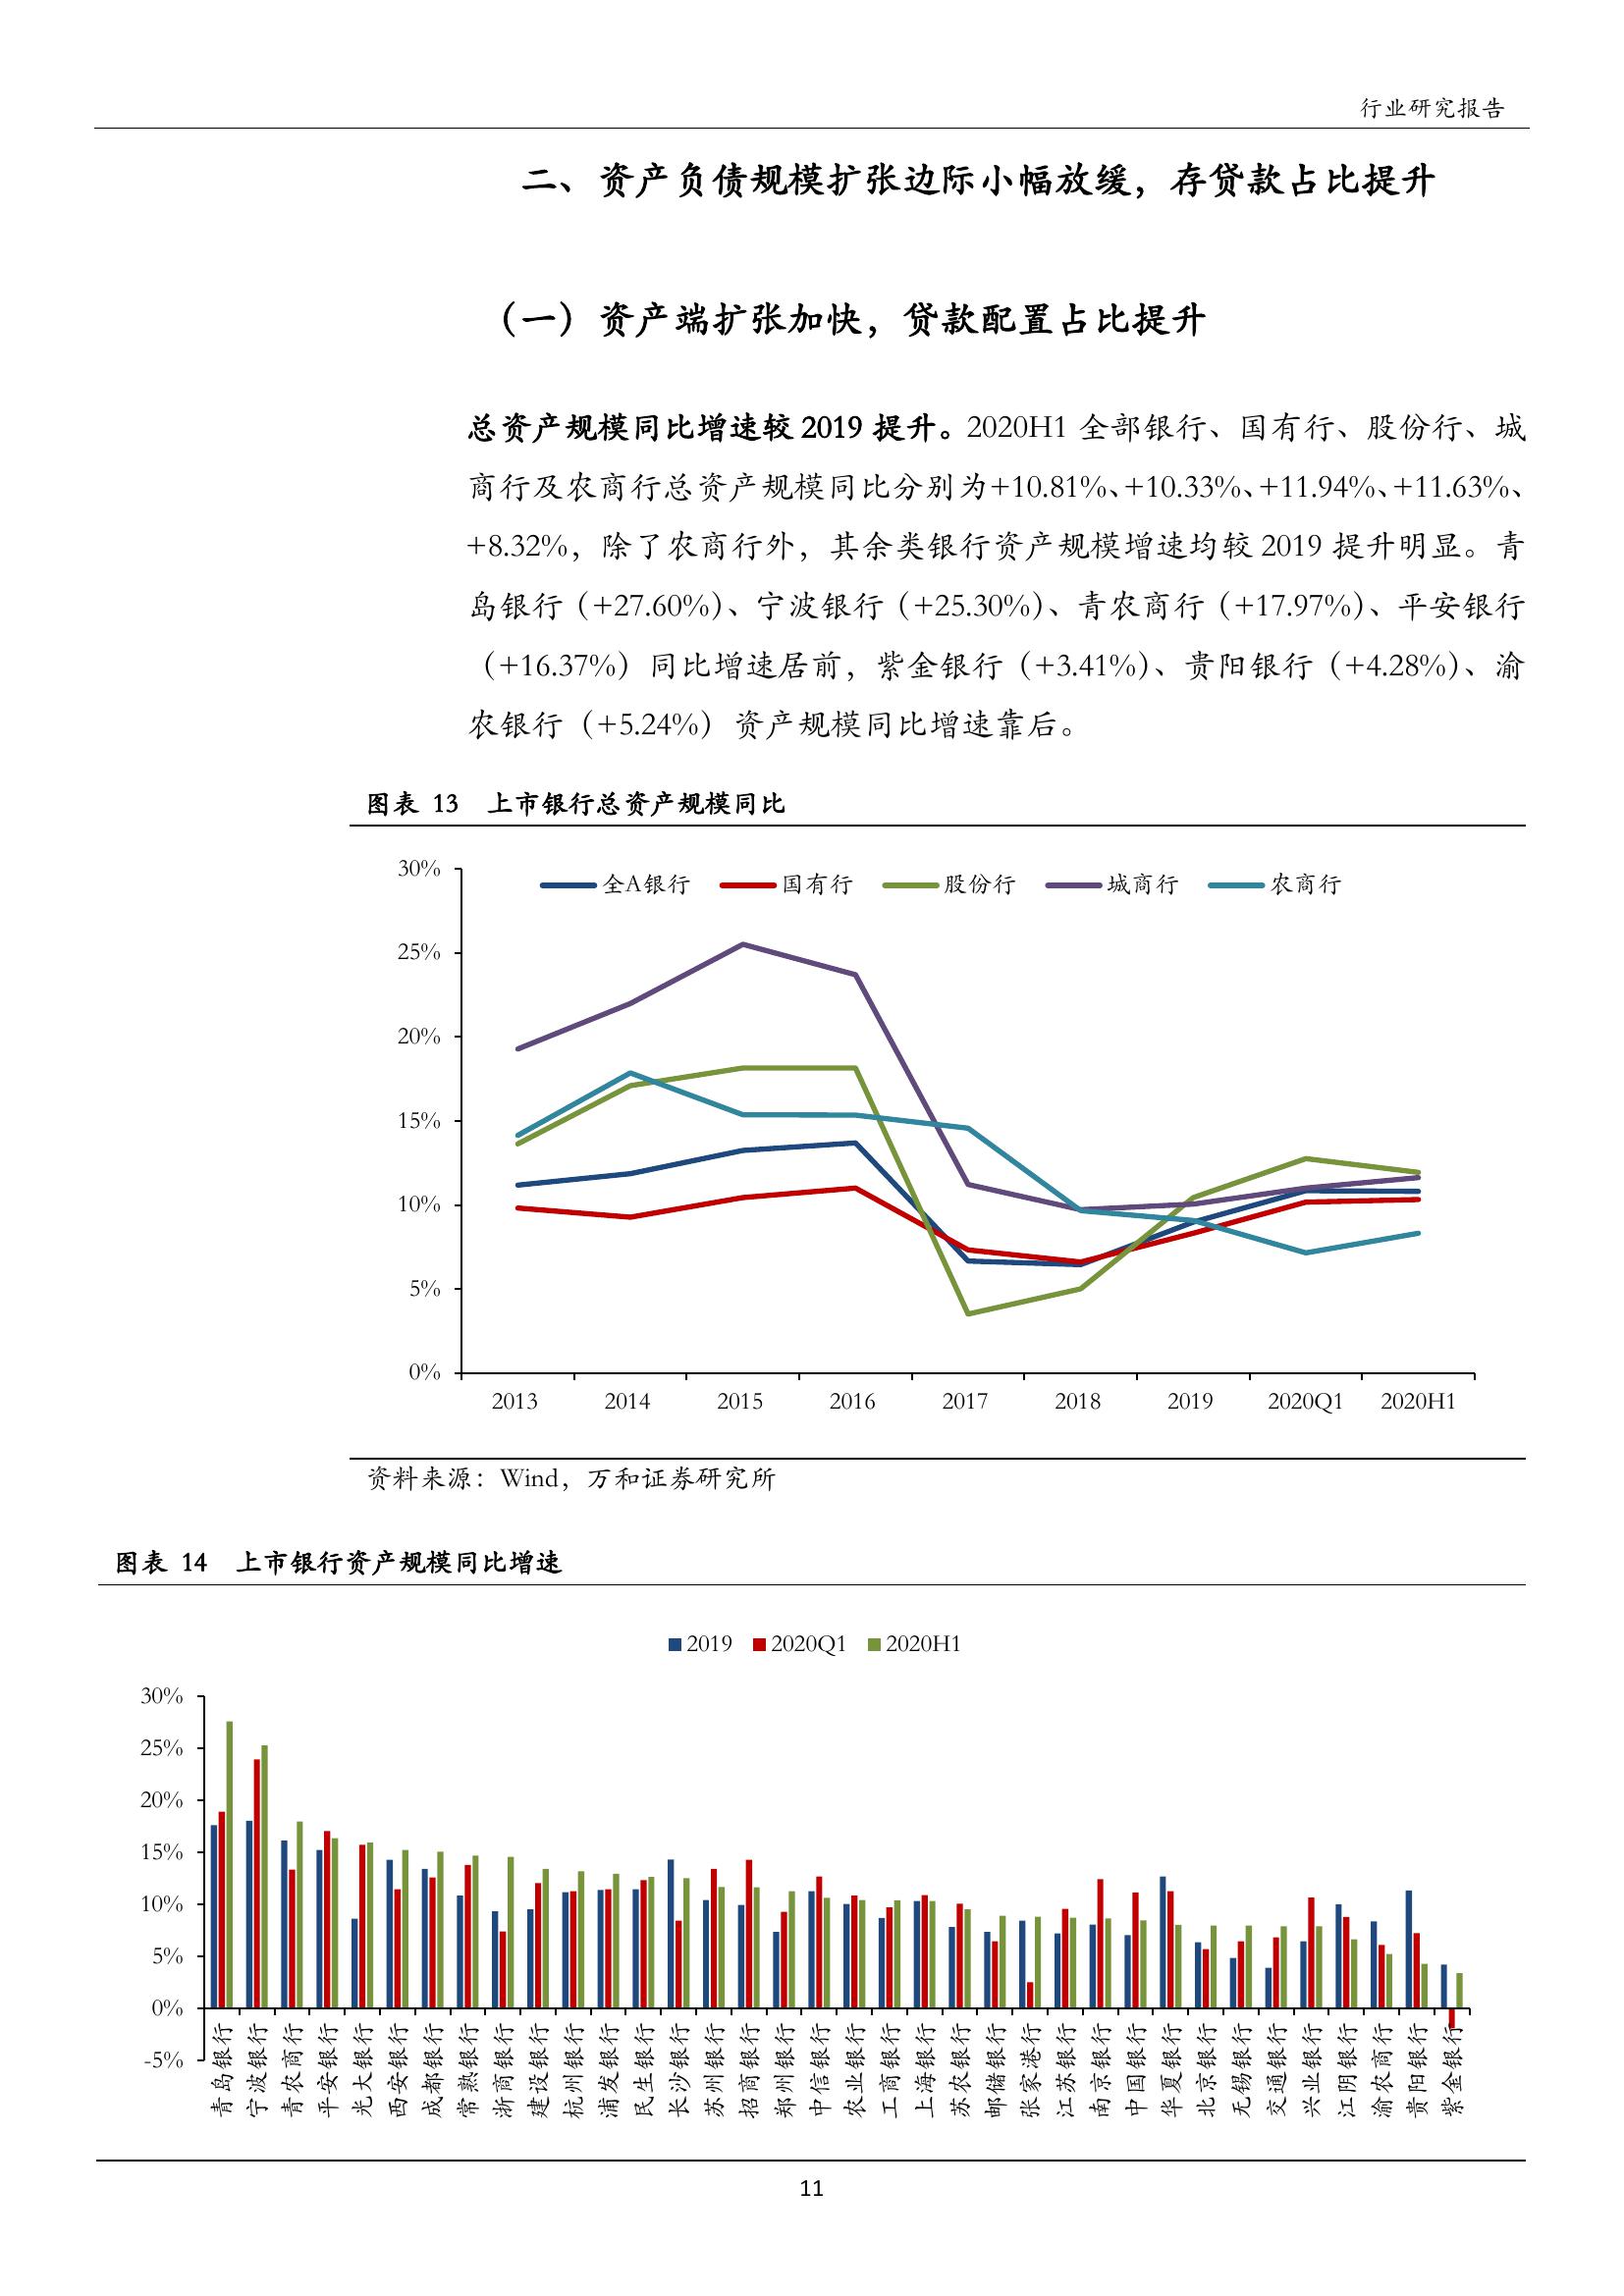 行业研究报告
二、资产负债规模扩张边际小幅放缓，存贷款占比提升
（一）资产端扩张加快，贷款配置占比提升
总资产规模同比增速较 2019 提升。2020H1 全部银行、国有行、股份行、城
商行及农商行总资产规模同比分别为+10.81%、+10.33%、+11.94%、+11.63%、
+8.32%，除了农商行外，其余类银行资产规模增速均较 2019 提升明显。青
岛银行（+27.60%）、宁波银行（+25.30%）、青农商行（+17.97%）、平安银行
（+16.37%）同比增速居前，紫金银行（+3.41%）、贵阳银行（+4.28%）、渝
农银行（+5.24%）资产规模同比增速靠后。
图表 13 上市银行总资产规模同比
全A银行 国有行 股份行 城商行 农商行
30%
25%
20%
15%
10%
5%
0%
2013 2014 2015 2016 2017 2018 2019 2020Q1 2020H1
资料来源：Wind，万和证券研究所
图表 14 上市银行资产规模同比增速
2019 2020Q1 2020H1
30%
25%
20%
15%
10%
5%
0%
-5%
青岛银行
宁波银行
青农商行
平安银行
光大银行
西安银行
成都银行
常熟银行
浙商银行
建设银行
杭州银行
浦发银行
民生银行
长沙银行
苏州银行
招商银行
郑州银行
中信银行
农业银行
工商银行
上海银行
苏农银行
邮储银行
张家港行
江苏银行
南京银行
中国银行
华夏银行
北京银行
无锡银行
交通银行
兴业银行
江阴银行
渝农商行
贵阳银行
紫金银行
11